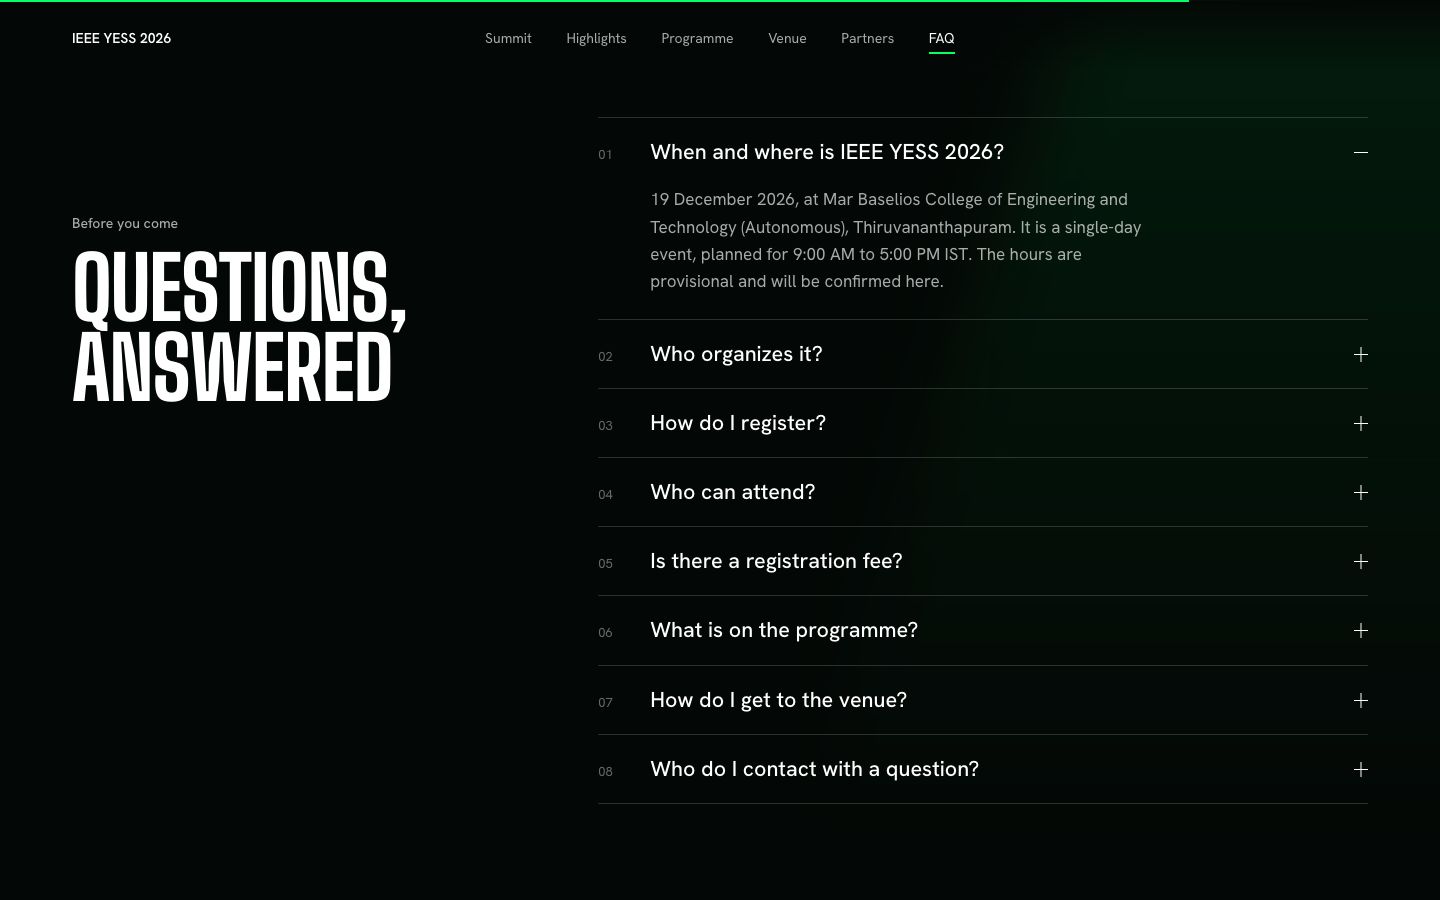 IEEE YESS 2026
Summit Highlights Programme Venue Partners FAQ
Before you come
QUESTIONS,
ANSWERED
01 When and where is IEEE YESS 2026?
19 December 2026, at Mar Baselios College of Engineering and
Technology (Autonomous), Thiruvananthapuram. It is a single-day
event, planned for 9:00 AM to 5:00 PM IST. The hours are
provisional and will be confirmed here.
02 Who organizes it?
03 How do I register?
04 Who can attend?
05 Is there a registration fee?
06 What is on the programme?
07 How do I get to the venue?
08 Who do I contact with a question?